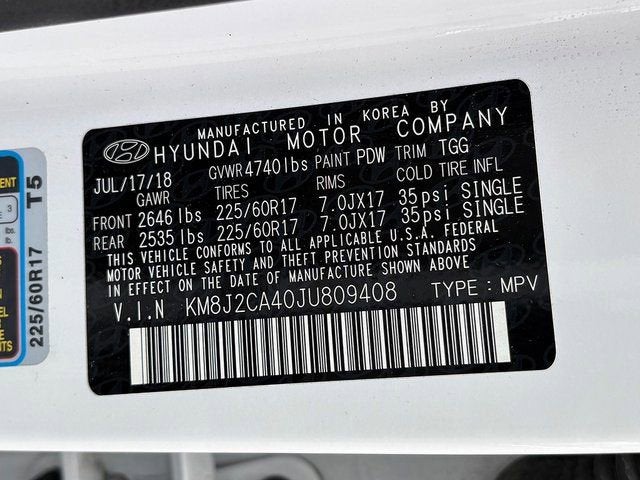 MANUFACTURED IN KOREA BY
HYUNDAI MOTOR COMPANY
JUL/17/18 GVWR 4740 lbs PAINT PDW TRIM TGG
GAWR TIRES RIMS COLD TIRE INFL
FRONT 2646 lbs 225/60R17 7.0JX17 35psi SINGLE
REAR 2535 lbs 225/60R17 7.0JX17 35psi SINGLE
THIS VEHICLE CONFORMS TO ALL APPLICABLE U.S.A. FEDERAL
MOTOR VEHICLE SAFETY AND THEFT PREVENTION STANDARDS
IN EFFECT ON THE DATE OF MANUFACTURE SHOWN ABOVE
V.I.N KM8J2CA40JU809408 TYPE : MPV
225/60R17 T5
3